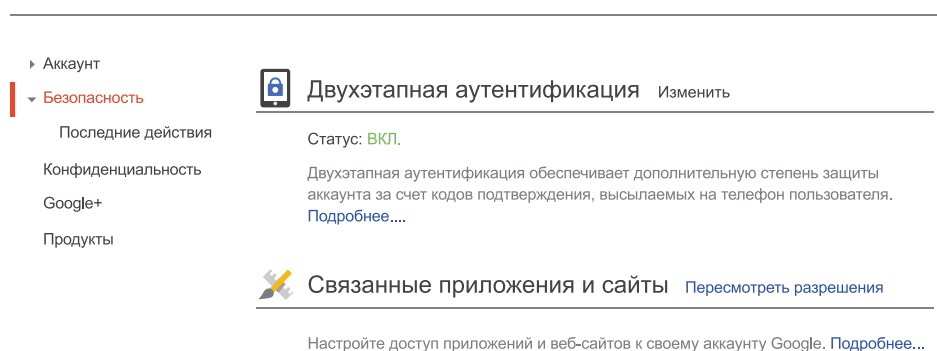 Аккаунт
Безопасность
Последние действия
Конфиденциальность
Google+
Продукты
Двухэтапная аутентификация Изменить
Статус: ВКЛ.
Двухэтапная аутентификация обеспечивает дополнительную степень защиты
аккаунта за счет кодов подтверждения, высылаемых на телефон пользователя.
Подробнее....
Связанные приложения и сайты Пересмотреть разрешения
Настройте доступ приложений и веб-сайтов к своему аккаунту Google. Подробнее...